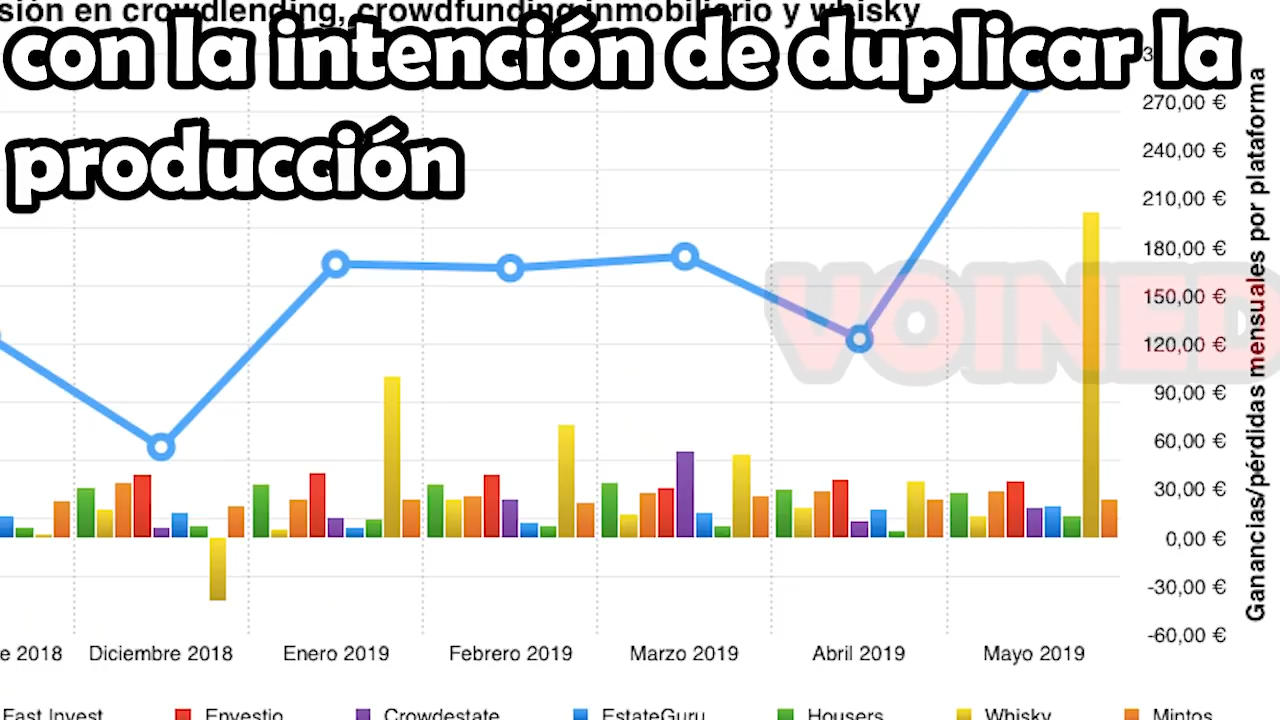 sión en crowdlending, crowdfunding inmobiliario y whisky
con la intención de duplicar la
producción
270,00 €
240,00 €
210,00 €
180,00 €
150,00 €
120,00 €
90,00 €
60,00 €
30,00 €
0,00 €
-30,00 €
-60,00 €
Ganancias/pérdidas mensuales por plataforma
VOINED
e 2018 Diciembre 2018 Enero 2019 Febrero 2019 Marzo 2019 Abril 2019 Mayo 2019
Fast Invest Envestio Crowdestate EstateGuru Housers Whisky Mintos